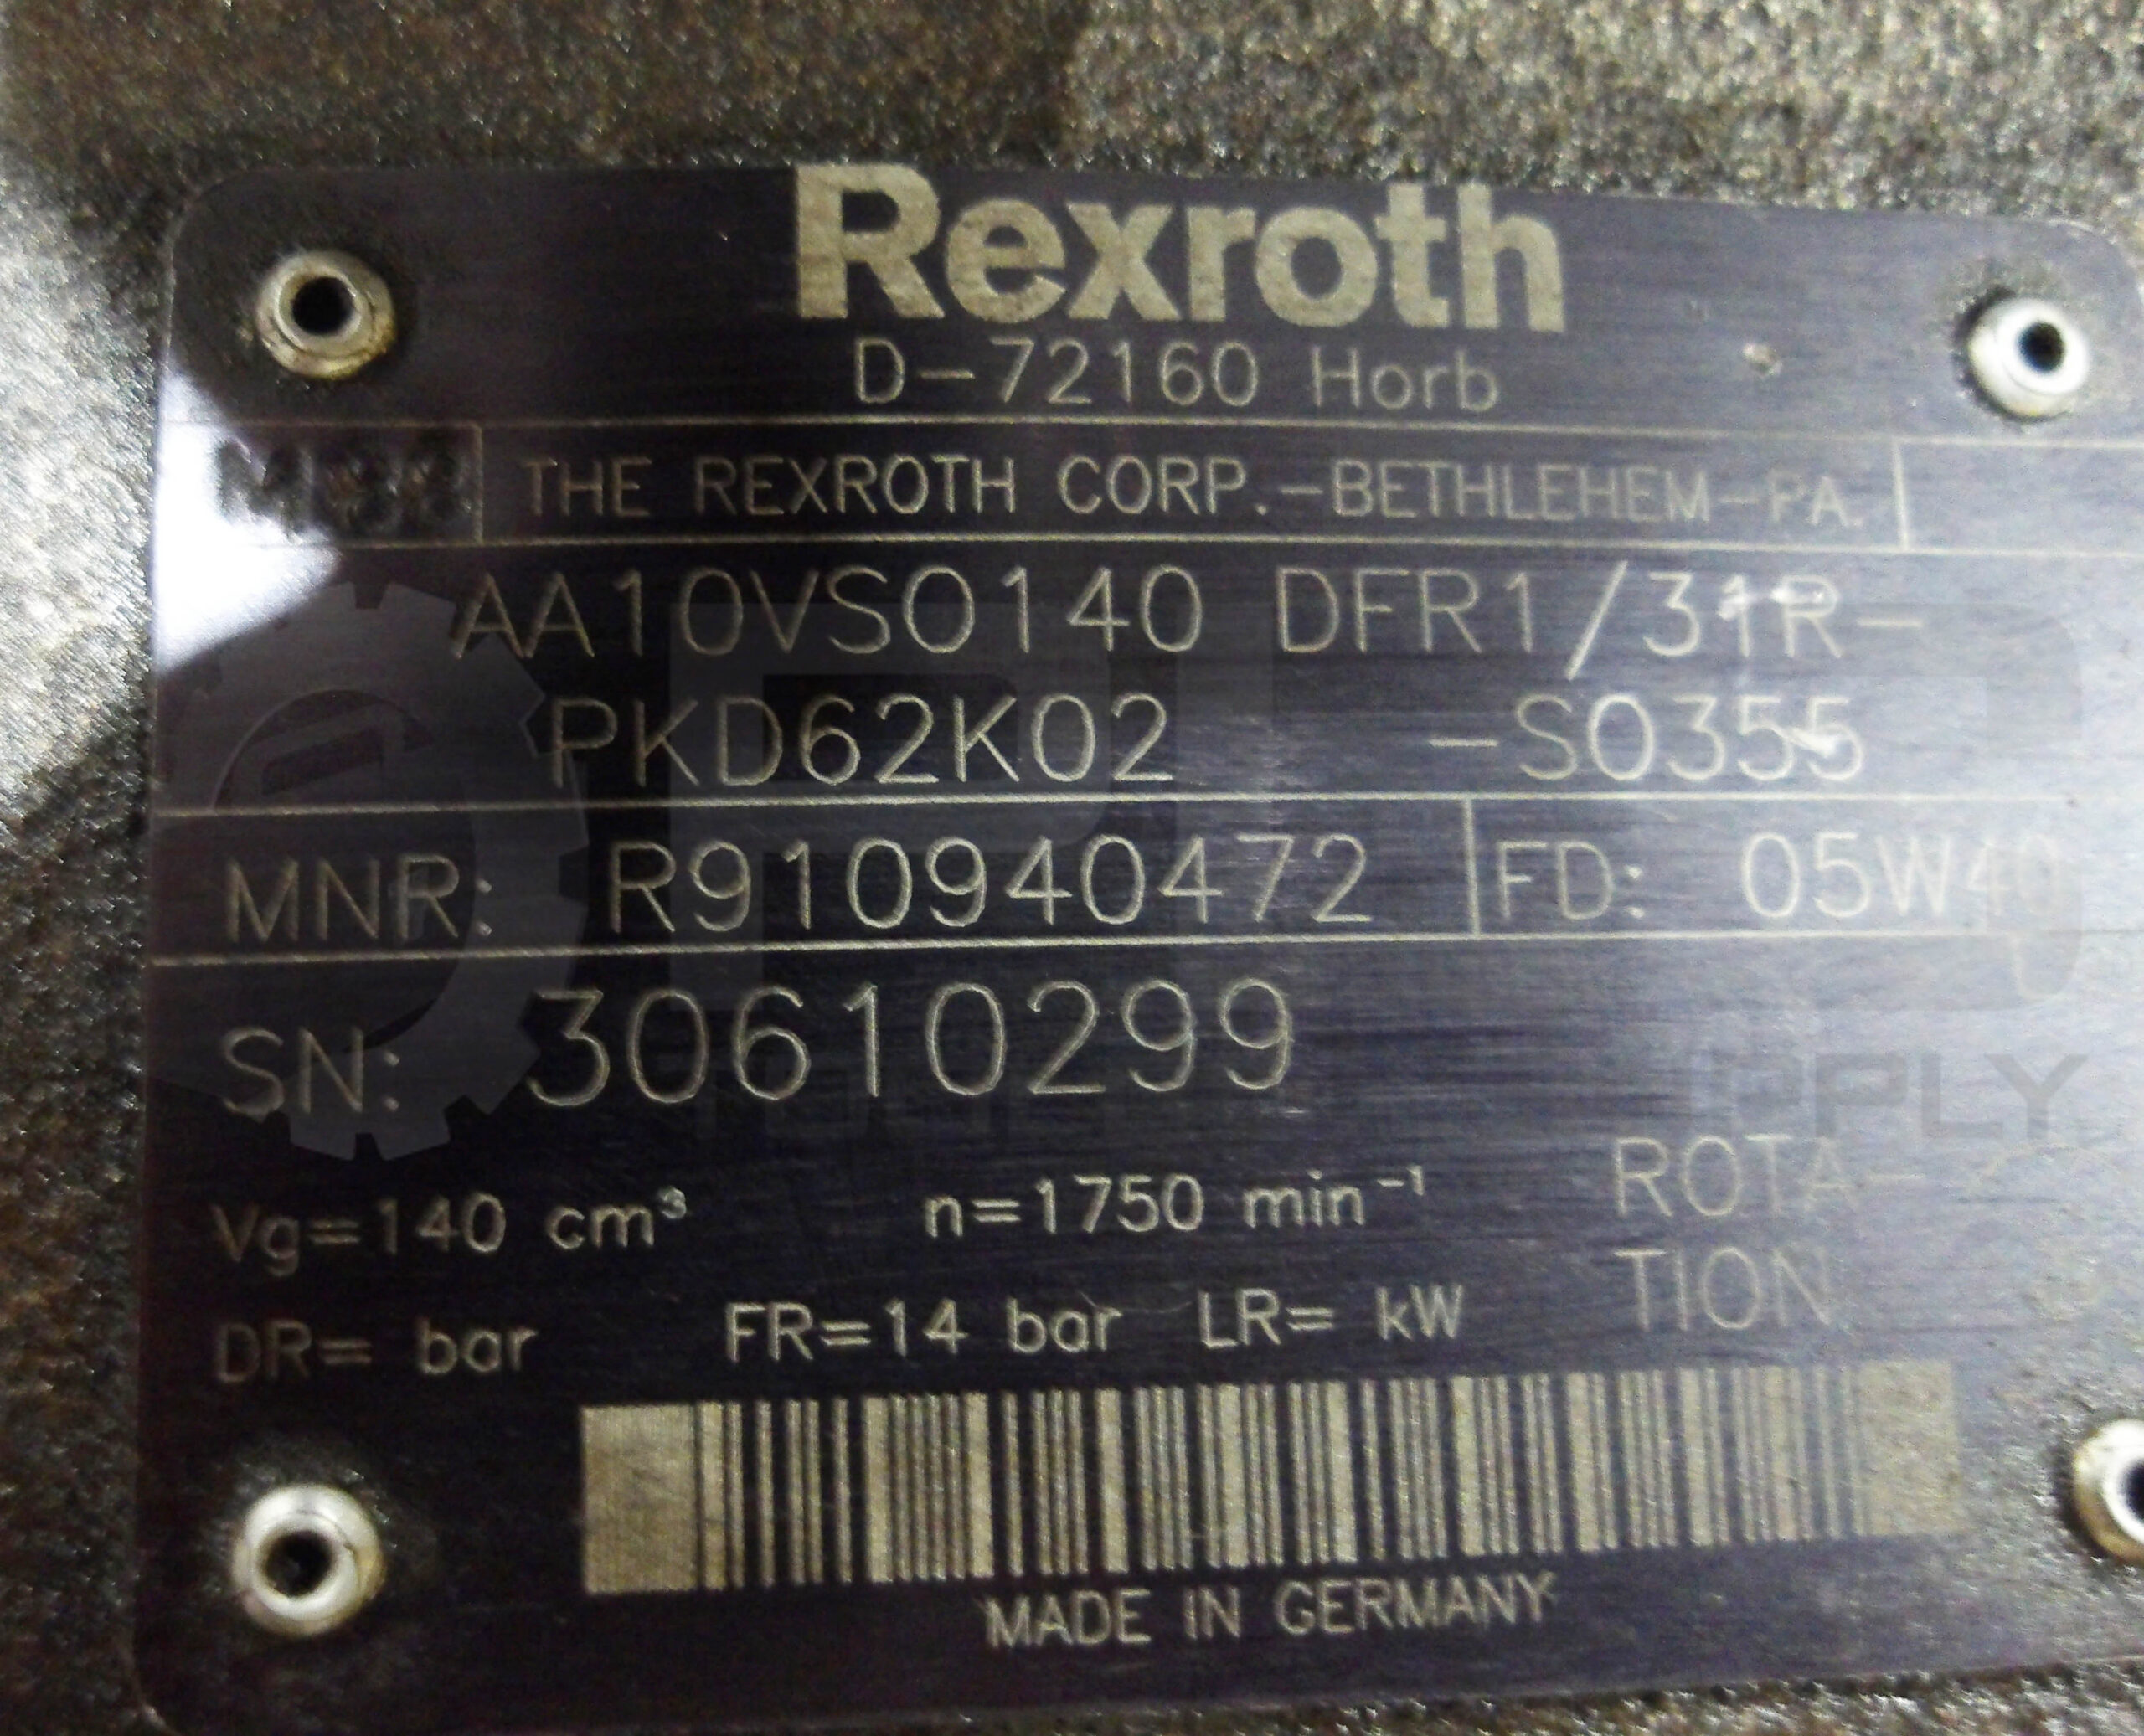 Rexroth
D-72160 Horb
THE REXROTH CORP.-BETHLEHEM-PA.
AA10VSO140 DFR1/31R-
PKD62K02 -SO355
MNR: R910940472 FD: 05W40
SN: 30610299
Vg=140 cm³ n=1750 min⁻¹ ROTA-
TION
DR= bar FR=14 bar LR= kW
MADE IN GERMANY